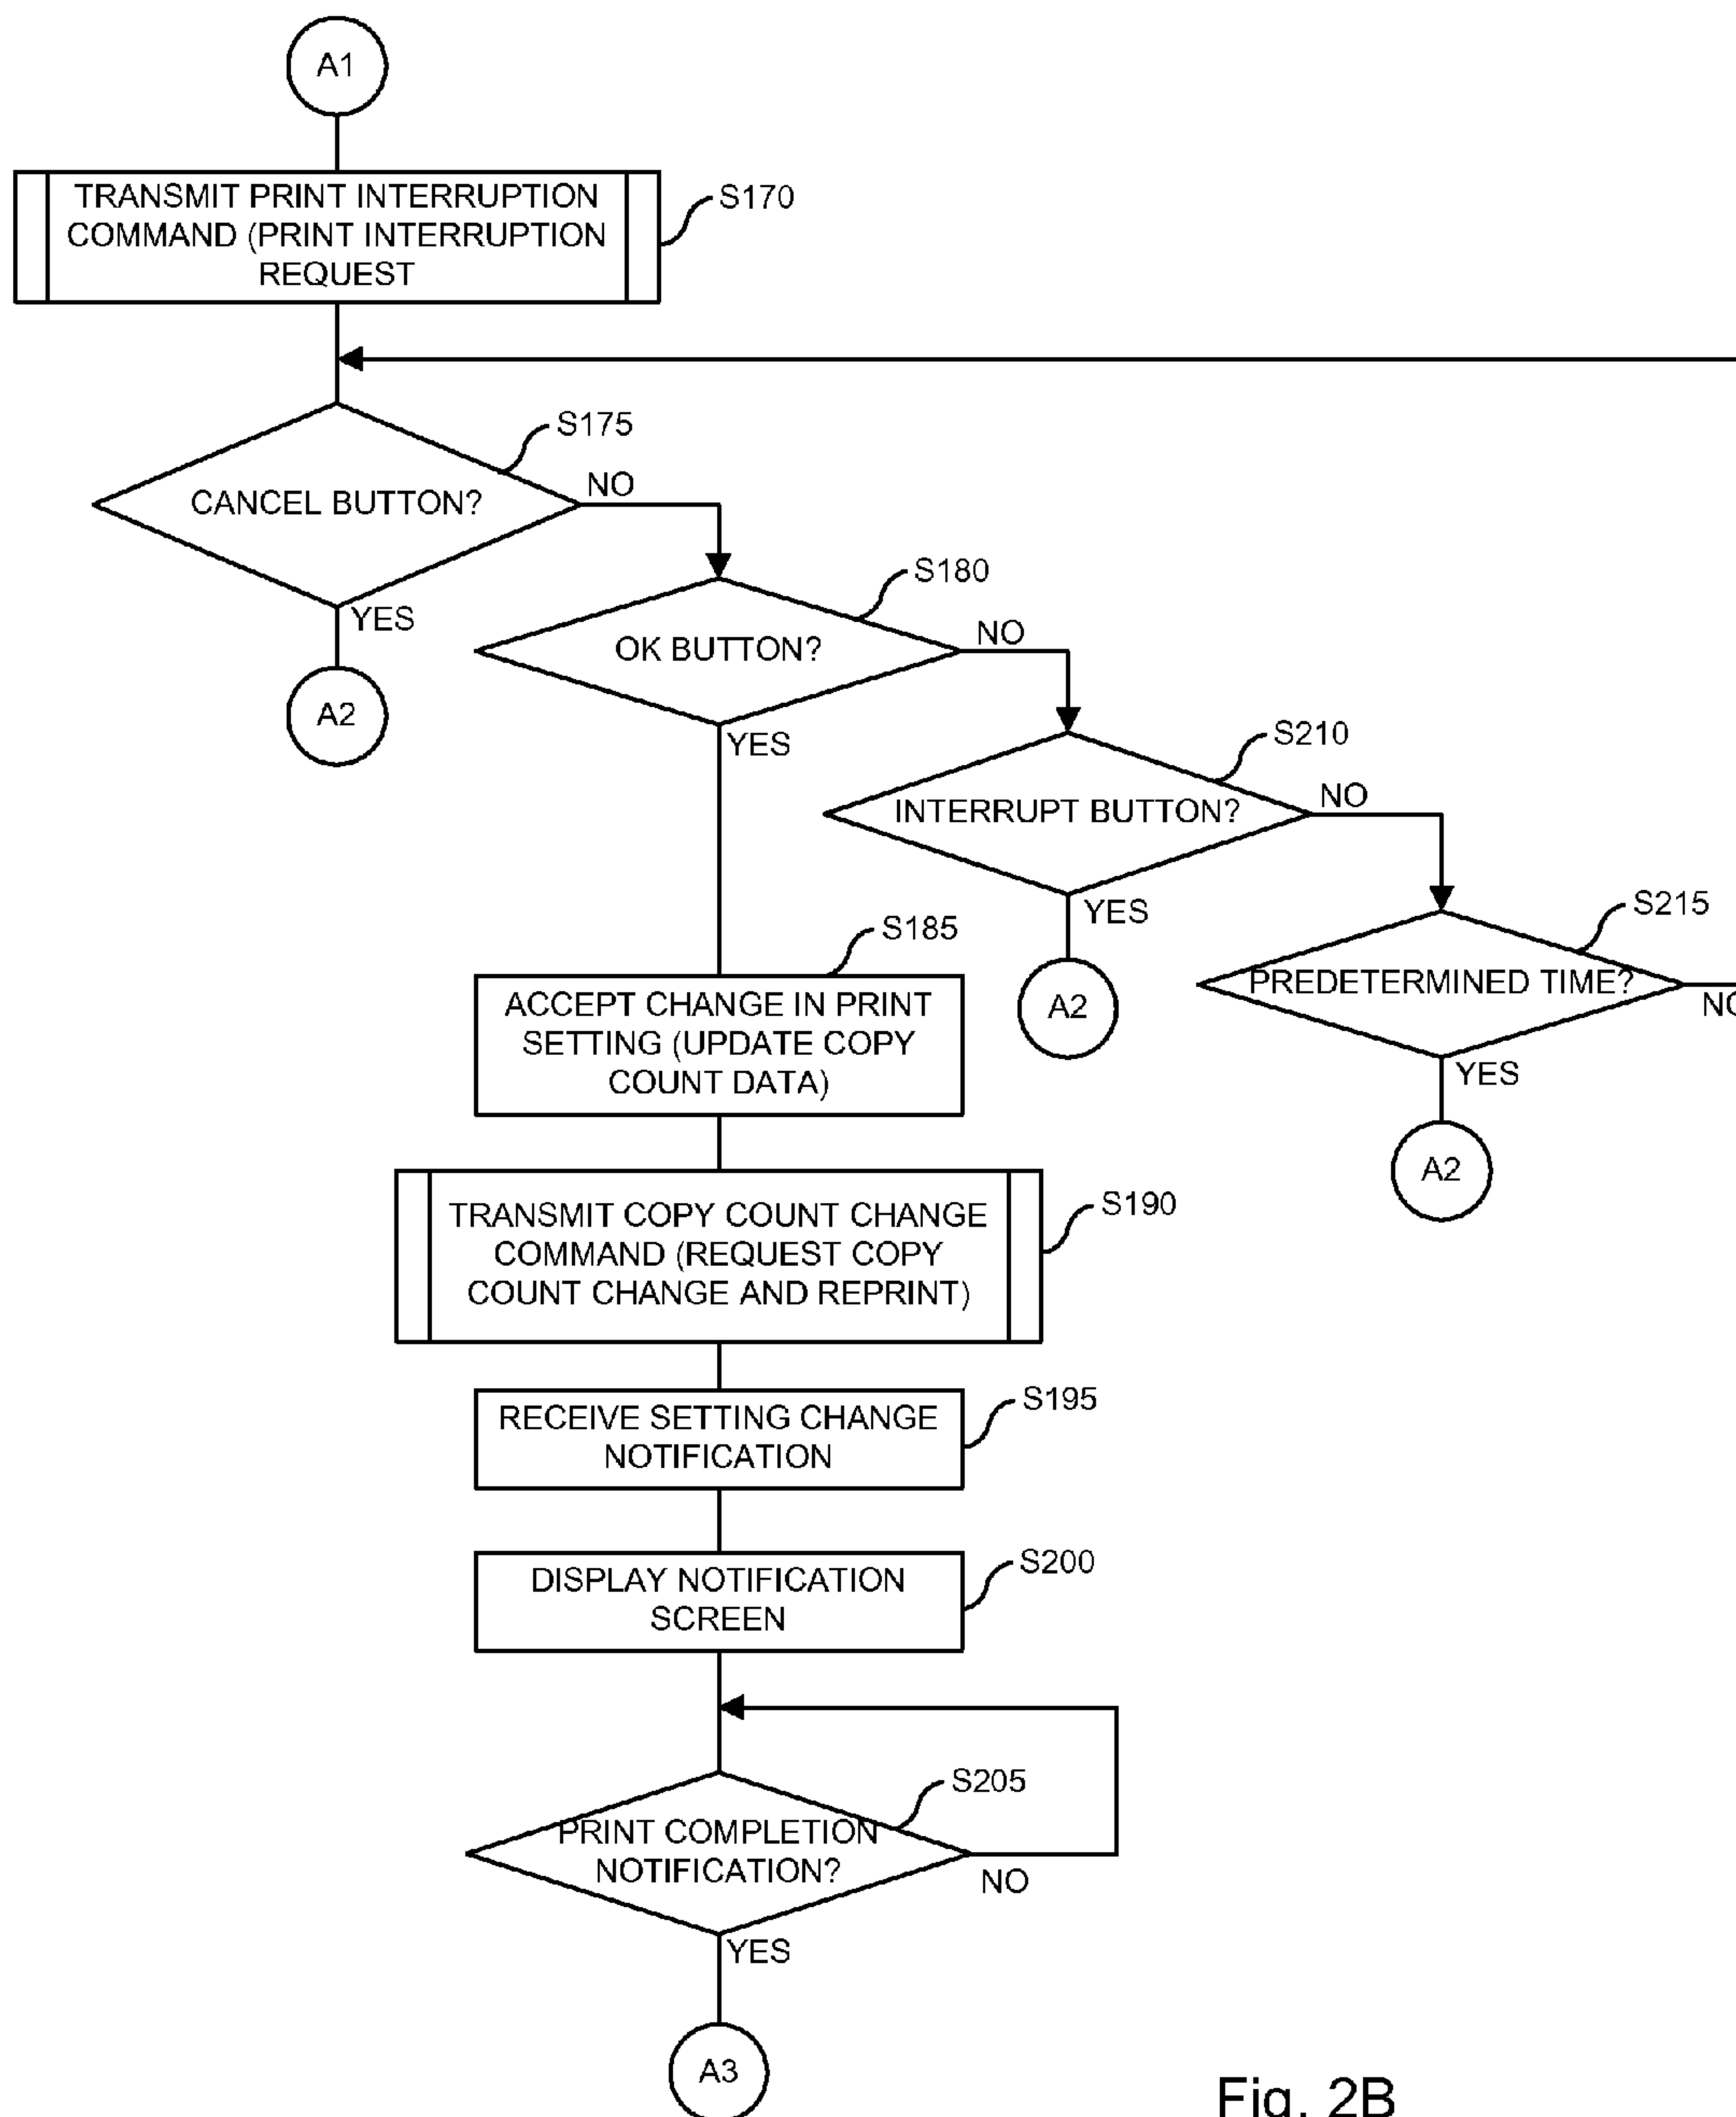 A1
TRANSMIT PRINT INTERRUPTION
COMMAND (PRINT INTERRUPTION
REQUEST
S170
S175
CANCEL BUTTON?
NO
YES
A2
S180
OK BUTTON?
NO
YES
S210
INTERRUPT BUTTON?
NO
YES
A2
S215
PREDETERMINED TIME?
NO
YES
A2
S185
ACCEPT CHANGE IN PRINT
SETTING (UPDATE COPY
COUNT DATA)
TRANSMIT COPY COUNT CHANGE
COMMAND (REQUEST COPY
COUNT CHANGE AND REPRINT)
S190
RECEIVE SETTING CHANGE
NOTIFICATION
S195
DISPLAY NOTIFICATION
SCREEN
S200
S205
PRINT COMPLETION
NOTIFICATION?
NO
YES
A3
Fig. 2B